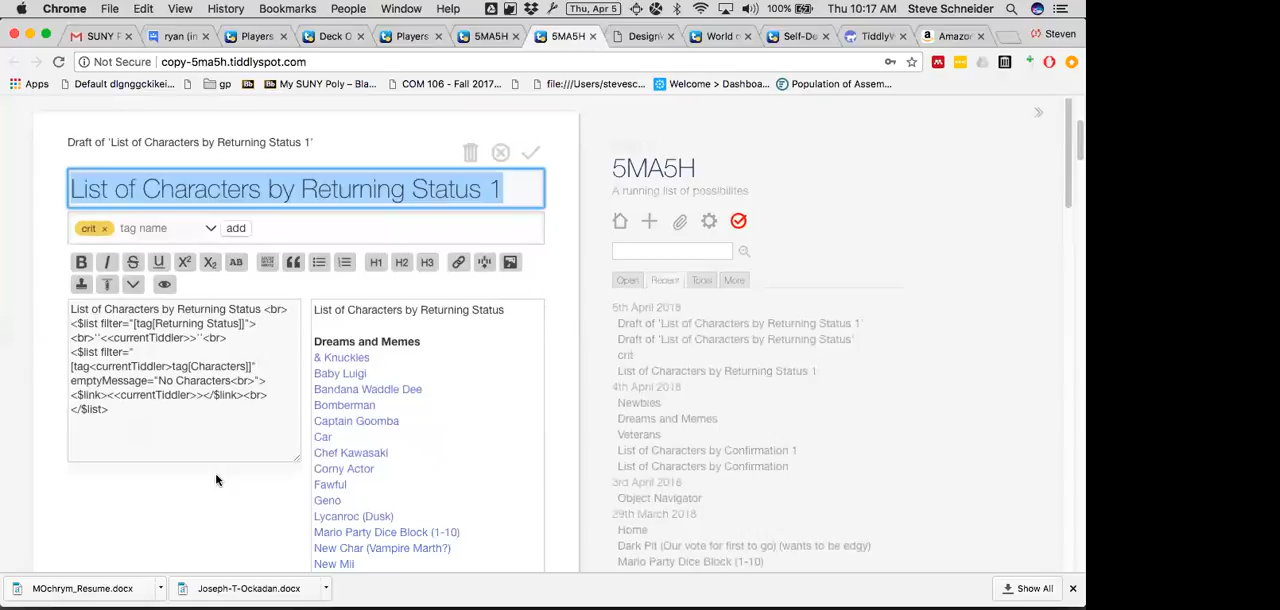 Chrome File Edit View History Bookmarks People Window Help Thu, Apr 5 100% Thu 10:17 AM Steve Schneider
SUNY P ryan (in Players Deck O Players 5MA5H 5MA5H Design World Self-De TiddlyW Amazon Steven
Not Secure | copy-5ma5h.tiddlyspot.com
Apps Default dlgnggckikei... gp Bb My SUNY Poly – Bla... COM 106 - Fall 2017... file:///Users/stevesc... Welcome > Dashboa... Population of Assem...
Draft of 'List of Characters by Returning Status 1'
List of Characters by Returning Status 1
crit × tag name add
B I S U X² X₂ AB H1 H2 H3
List of Characters by Returning Status <br>
<$list filter="[tag[Returning Status]]">
<br>''<<currentTiddler>>''<br>
<$list filter="
[tag<currentTiddler>tag[Characters]]"
emptyMessage="No Characters<br>">
<$link><<currentTiddler>></$link><br>
</$list>
List of Characters by Returning Status
Dreams and Memes
& Knuckles
Baby Luigi
Bandana Waddle Dee
Bomberman
Captain Goomba
Car
Chef Kawasaki
Corny Actor
Fawful
Geno
Lycanroc (Dusk)
Mario Party Dice Block (1-10)
New Char (Vampire Marth?)
New Mii
5MA5H
A running list of possibilites
Open Recent Tools More
5th April 2018
Draft of 'List of Characters by Returning Status 1'
Draft of 'List of Characters by Returning Status'
crit
List of Characters by Returning Status 1
4th April 2018
Newbies
Dreams and Memes
Veterans
List of Characters by Confirmation 1
List of Characters by Confirmation
3rd April 2018
Object Navigator
29th March 2018
Home
Dark Pit (Our vote for first to go) (wants to be edgy)
Mario Party Dice Block (1-10)
MOchrym_Resume.docx Joseph-T-Ockadan.docx Show All